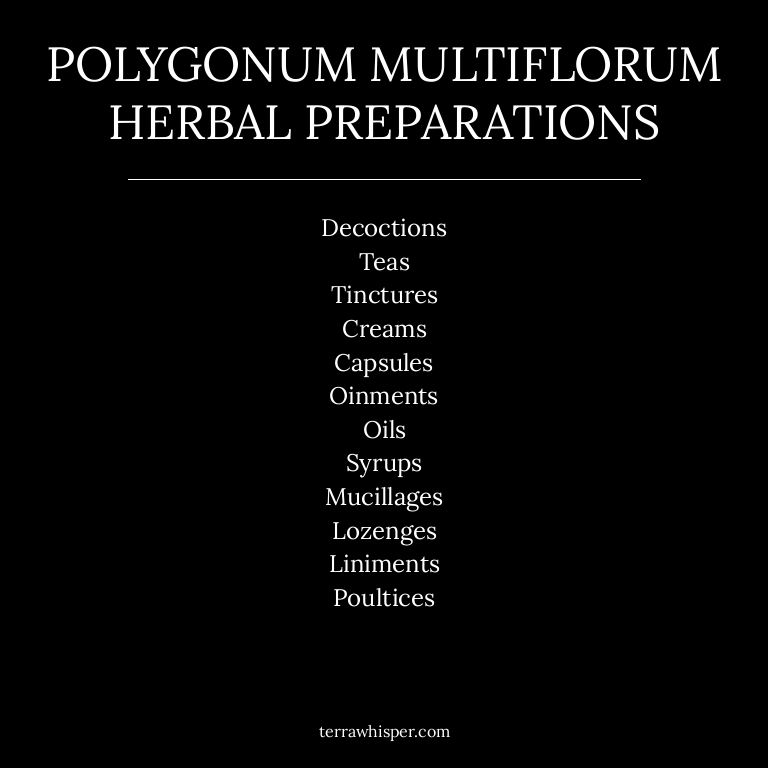 POLYGONUM MULTIFLORUM
HERBAL PREPARATIONS
Decoctions
Teas
Tinctures
Creams
Capsules
Oinments
Oils
Syrups
Mucillages
Lozenges
Liniments
Poultices
terrawhisper.com